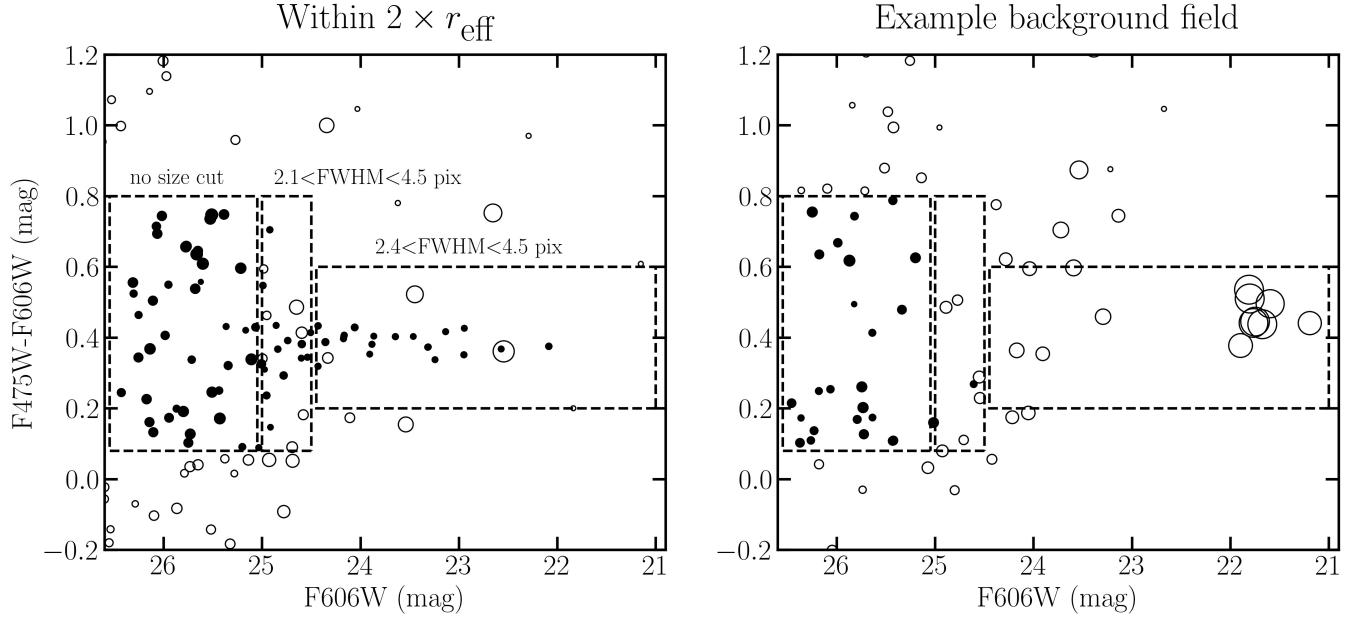 Within 2 × r_eff
Example background field
1.2
1.0
0.8
0.6
0.4
0.2
0.0
−0.2
F475W-F606W (mag)
no size cut
2.1<FWHM<4.5 pix
2.4<FWHM<4.5 pix
26 25 24 23 22 21
F606W (mag)
1.2
1.0
0.8
0.6
0.4
0.2
0.0
−0.2
26 25 24 23 22 21
F606W (mag)